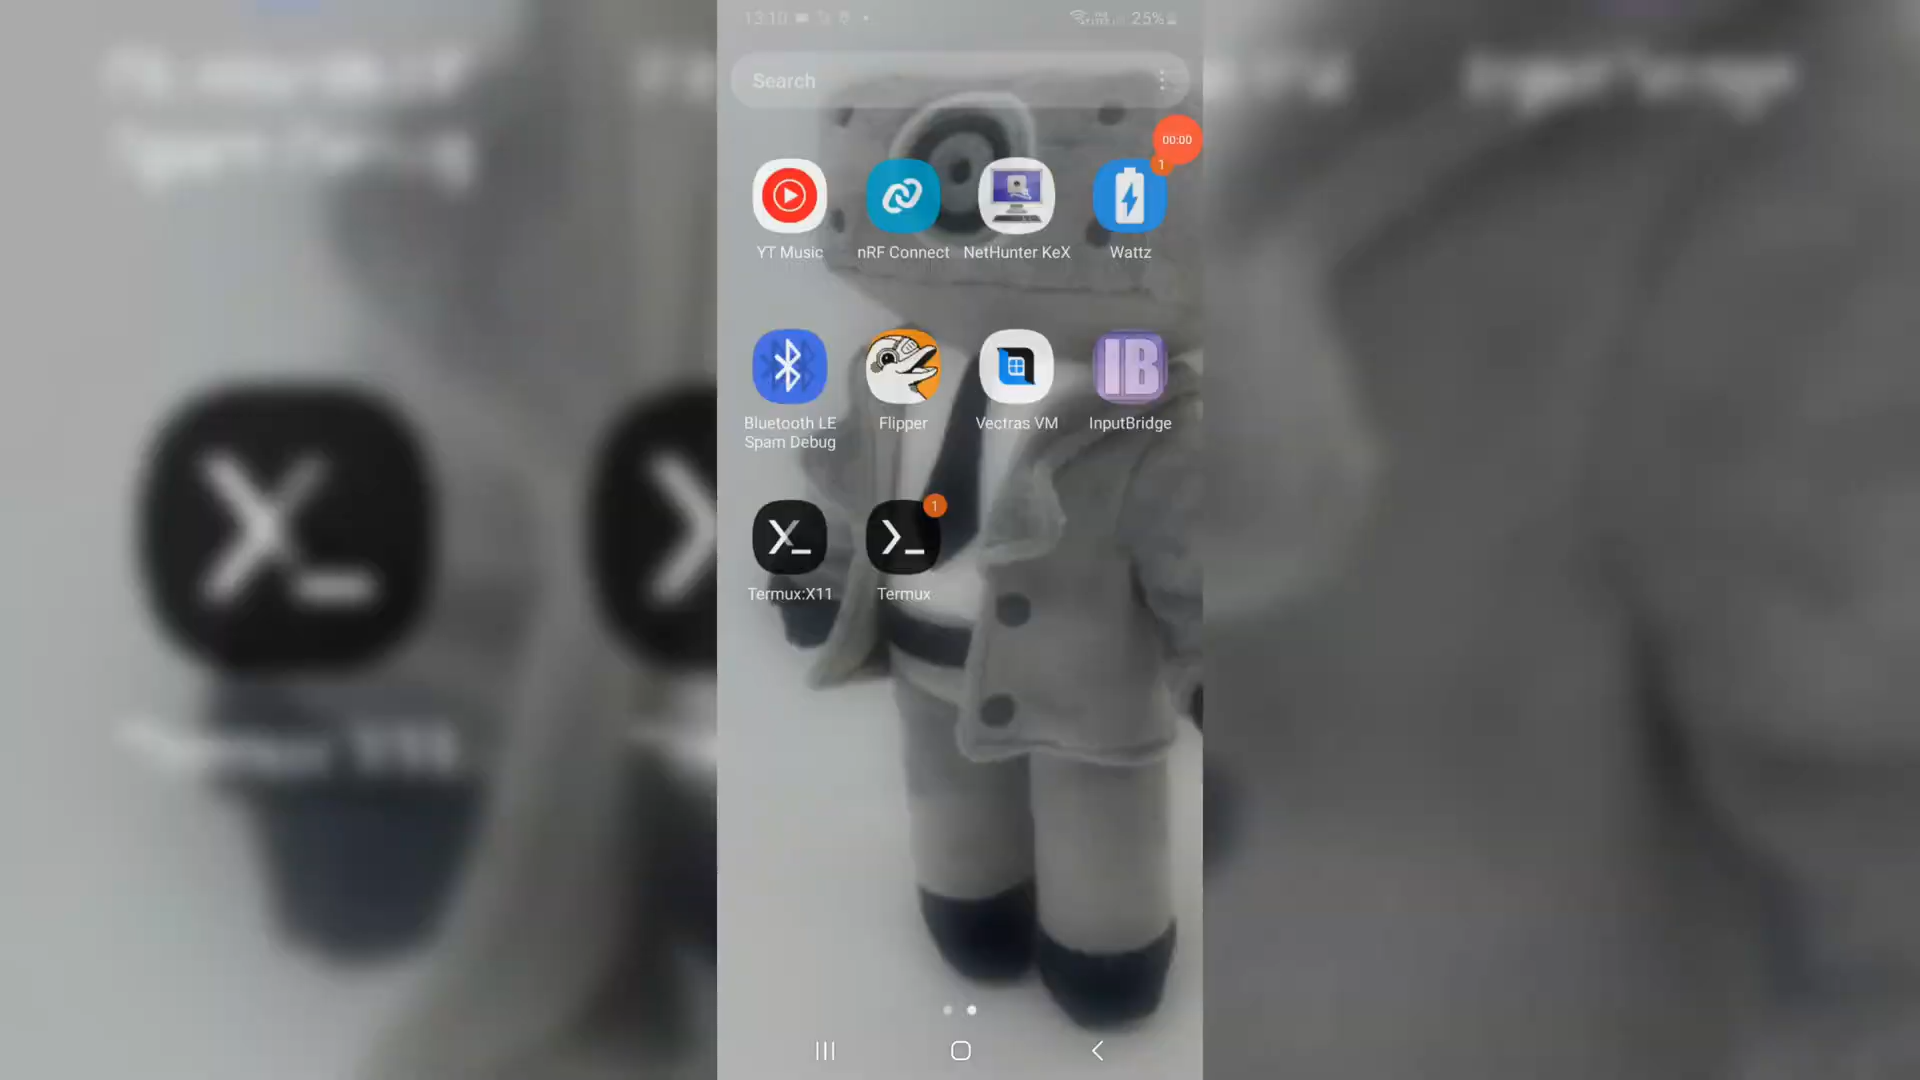 13:10 25%
Search
00:00
1
YT Music nRF Connect NetHunter KeX Wattz
IB
Bluetooth LE Flipper Vectras VM InputBridge
Spam Debug
1
Termux:X11 Termux